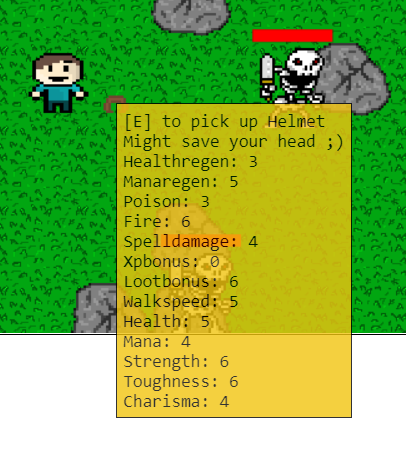 [E] to pick up Helmet
Might save your head ;)
Healthregen: 3
Manaregen: 5
Poison: 3
Fire: 6
Spelldamage: 4
Xpbonus: 0
Lootbonus: 6
Walkspeed: 5
Health: 5
Mana: 4
Strength: 6
Toughness: 6
Charisma: 4